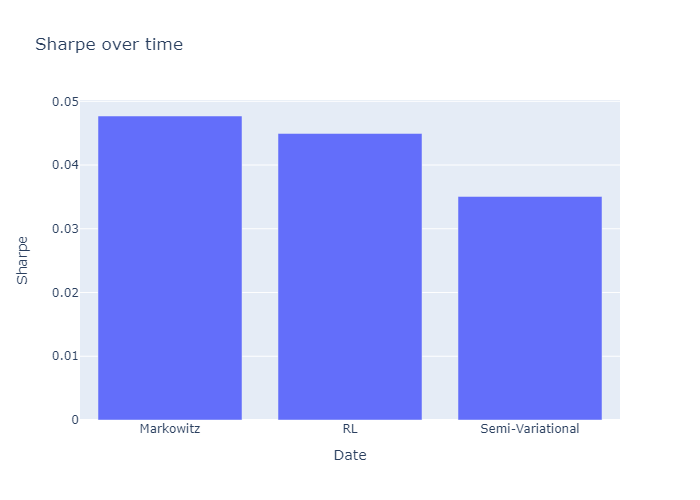 Sharpe over time
0.05
0.04
0.03
0.02
0.01
0
Sharpe
Markowitz
RL
Semi-Variational
Date